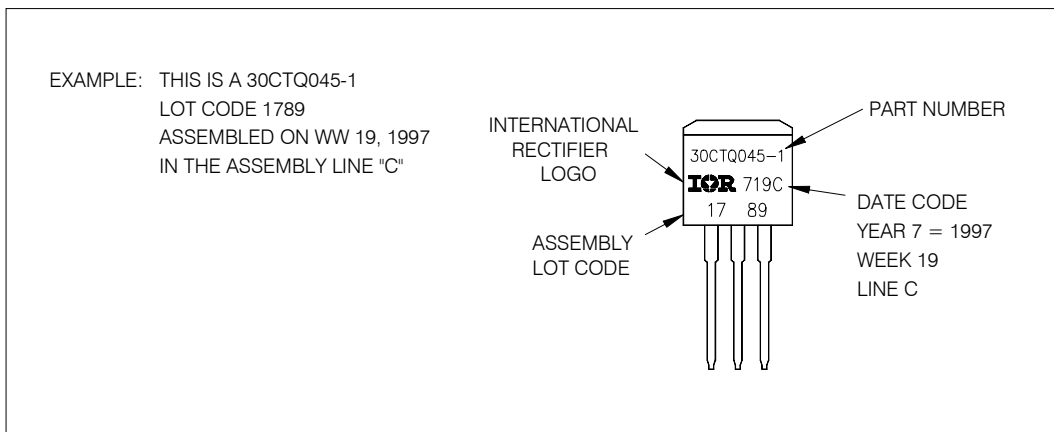 EXAMPLE: THIS IS A 30CTQ045-1
LOT CODE 1789
ASSEMBLED ON WW 19, 1997
IN THE ASSEMBLY LINE "C"
INTERNATIONAL
RECTIFIER
LOGO
ASSEMBLY
LOT CODE
30CTQ045-1
IOR 719C
17 89
PART NUMBER
DATE CODE
YEAR 7 = 1997
WEEK 19
LINE C